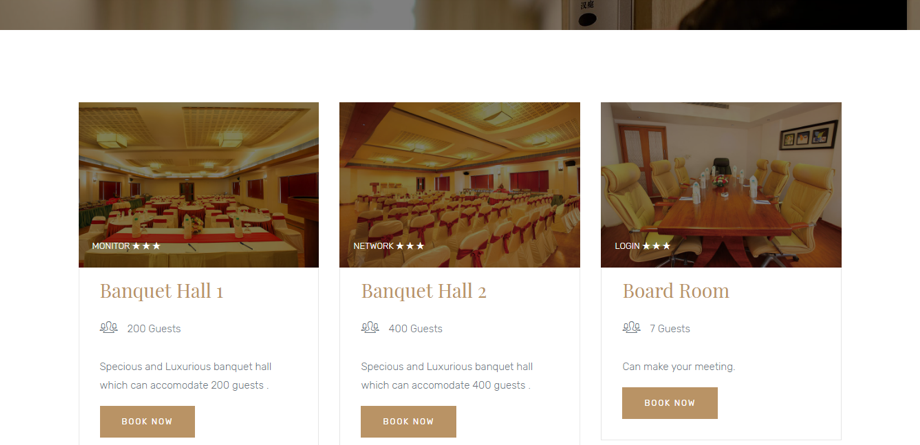 MONITOR ★★★
NETWORK ★★★
LOGIN ★★★
Banquet Hall 1
200 Guests
Specious and Luxurious banquet hall
which can accomodate 200 guests .
BOOK NOW
Banquet Hall 2
400 Guests
Specious and Luxurious banquet hall
which can accomodate 400 guests .
BOOK NOW
Board Room
7 Guests
Can make your meeting.
BOOK NOW